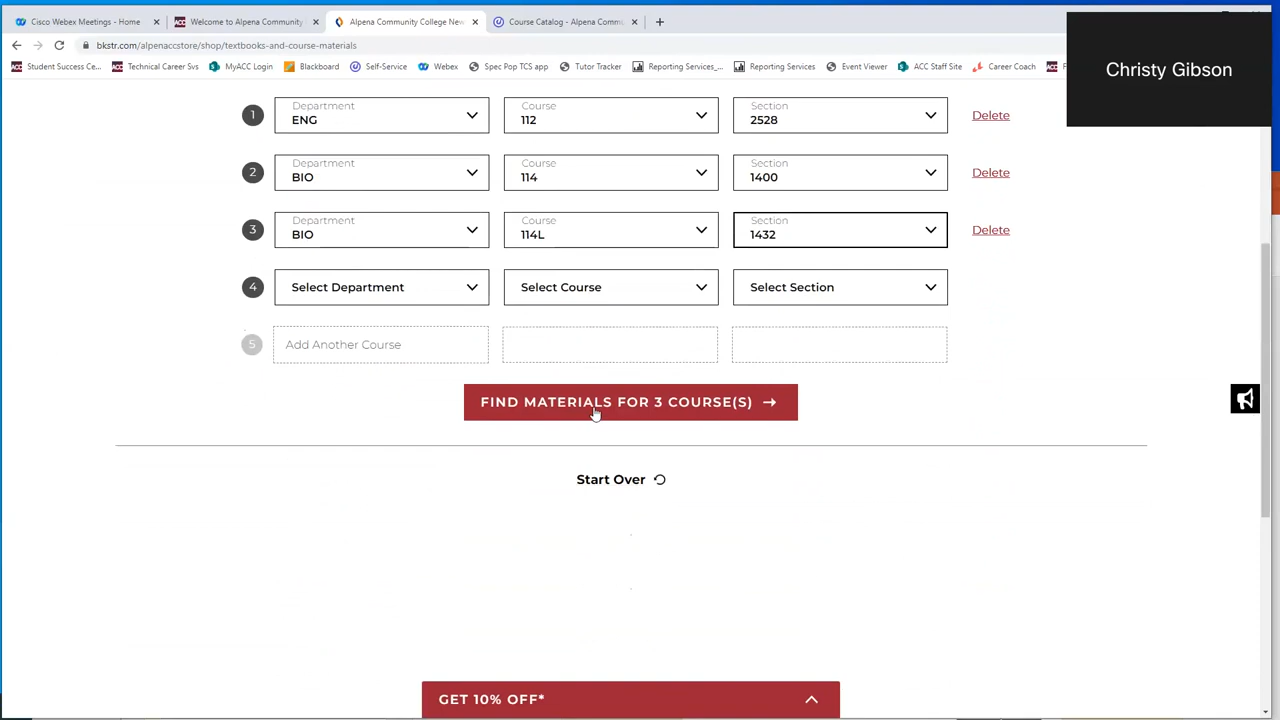 Cisco Webex Meetings - Home
Welcome to Alpena Community
Alpena Community College New
Course Catalog - Alpena Commu
bkstr.com/alpenaccstore/shop/textbooks-and-course-materials
Student Success Ce...
Technical Career Svs
MyACC Login
Blackboard
Self-Service
Webex
Spec Pop TCS app
Tutor Tracker
Reporting Services_...
Reporting Services
Event Viewer
ACC Staff Site
Career Coach
Christy Gibson
1 Department ENG Course 112 Section 2528 Delete
2 Department BIO Course 114 Section 1400 Delete
3 Department BIO Course 114L Section 1432 Delete
4 Select Department Select Course Select Section
5 Add Another Course
FIND MATERIALS FOR 3 COURSE(S)
Start Over
GET 10% OFF*